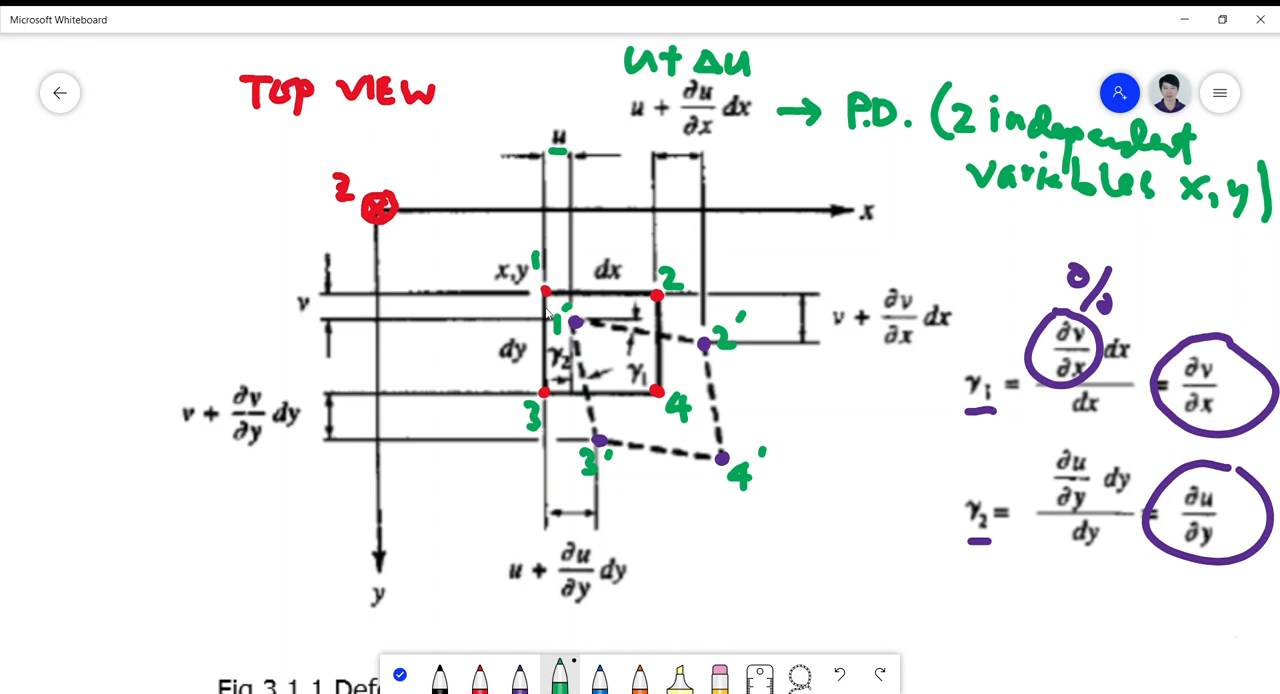 Microsoft Whiteboard
TOP VIEW
u + Δu
u + ∂u/∂x dx → P.D. (2 independent
variables x, y)
u
z
x
x,y
1
dx
2
v
v + ∂v/∂x dx
1'
2'
dy
γ₂
γ₁
3
4
v + ∂v/∂y dy
3'
4'
u + ∂u/∂y dy
y
%
γ₁ = ∂v/∂x dx / dx = ∂v/∂x
γ₂ = ∂u/∂y dy / dy = ∂u/∂y
Fig 3.1.1